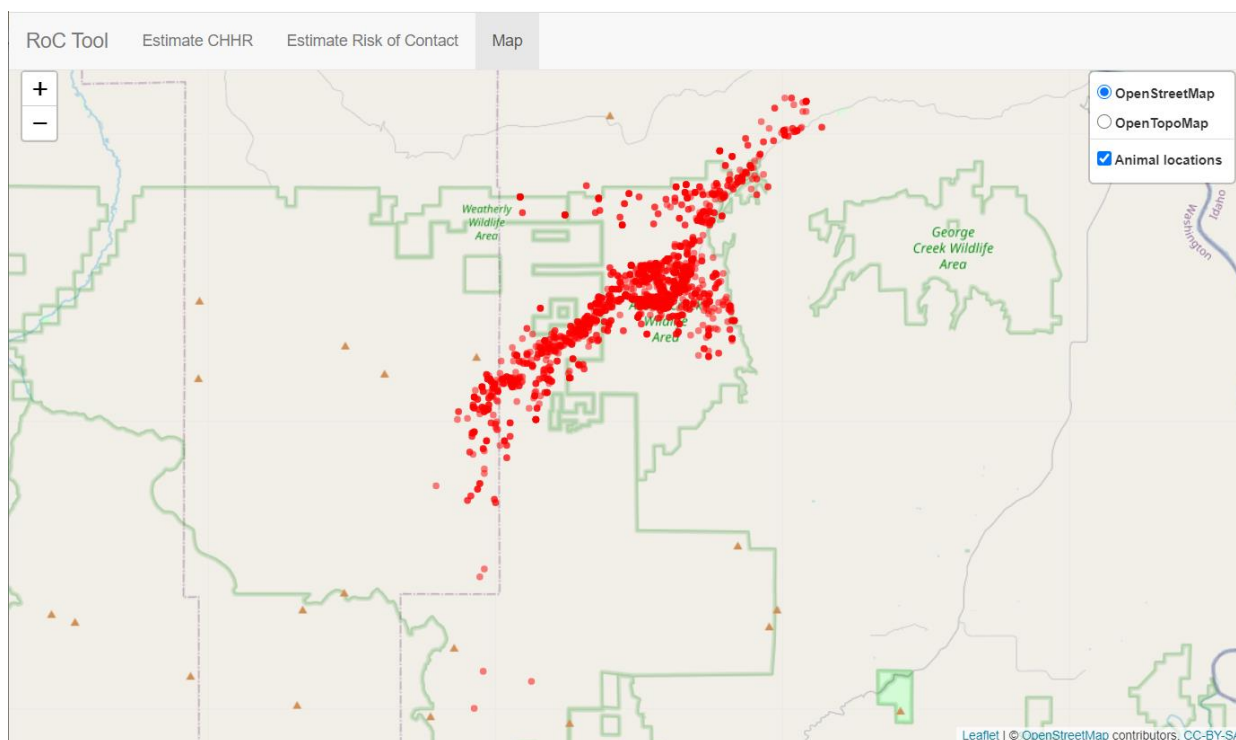 RoC Tool Estimate CHHR Estimate Risk of Contact Map
+
−
OpenStreetMap
OpenTopoMap
Animal locations
Weatherly
Wildlife
Area
George
Creek Wildlife
Area
Idaho
Washington
Wildlife
Area
Leaflet | © OpenStreetMap contributors, CC-BY-SA